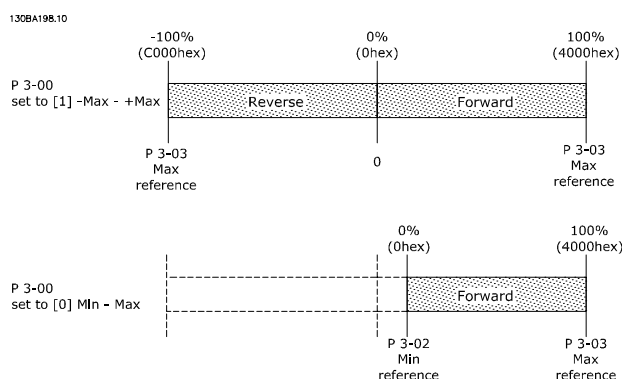 130BA198.10
-100%
(C000hex)
0%
(0hex)
100%
(4000hex)
P 3-00
set to [1] -Max - +Max
Reverse
Forward
P 3-03
Max
reference
0
P 3-03
Max
reference
0%
(0hex)
100%
(4000hex)
P 3-00
set to [0] MIn - Max
Forward
P 3-02
Min
reference
P 3-03
Max
reference